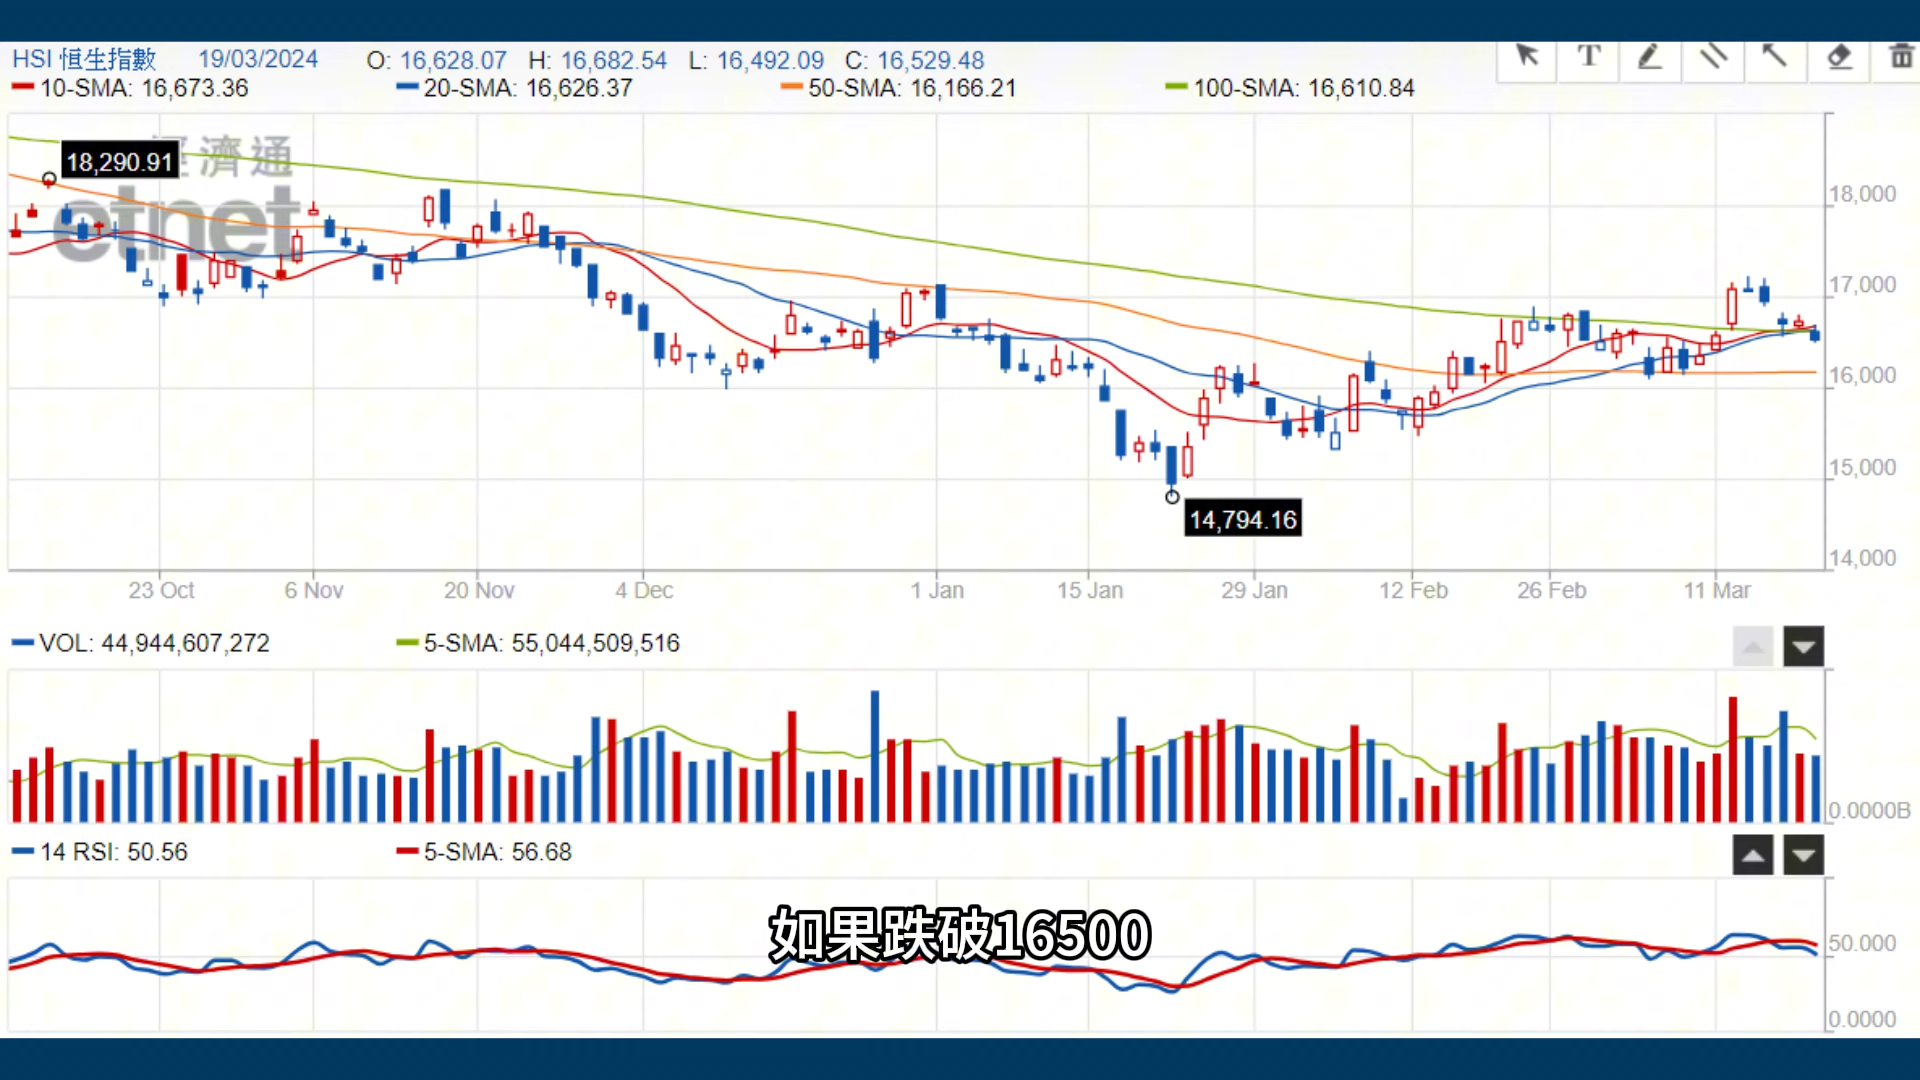 HSI 恒生指數 19/03/2024 O: 16,628.07 H: 16,682.54 L: 16,492.09 C: 16,529.48
10-SMA: 16,673.36 20-SMA: 16,626.37 50-SMA: 16,166.21 100-SMA: 16,610.84
T
18,290.91
濟通
etnet
18,000
17,000
16,000
15,000
14,794.16
14,000
23 Oct 6 Nov 20 Nov 4 Dec 1 Jan 15 Jan 29 Jan 12 Feb 26 Feb 11 Mar
VOL: 44,944,607,272 5-SMA: 55,044,509,516
0.0000B
14 RSI: 50.56 5-SMA: 56.68
如果跌破16500
50.000
0.0000